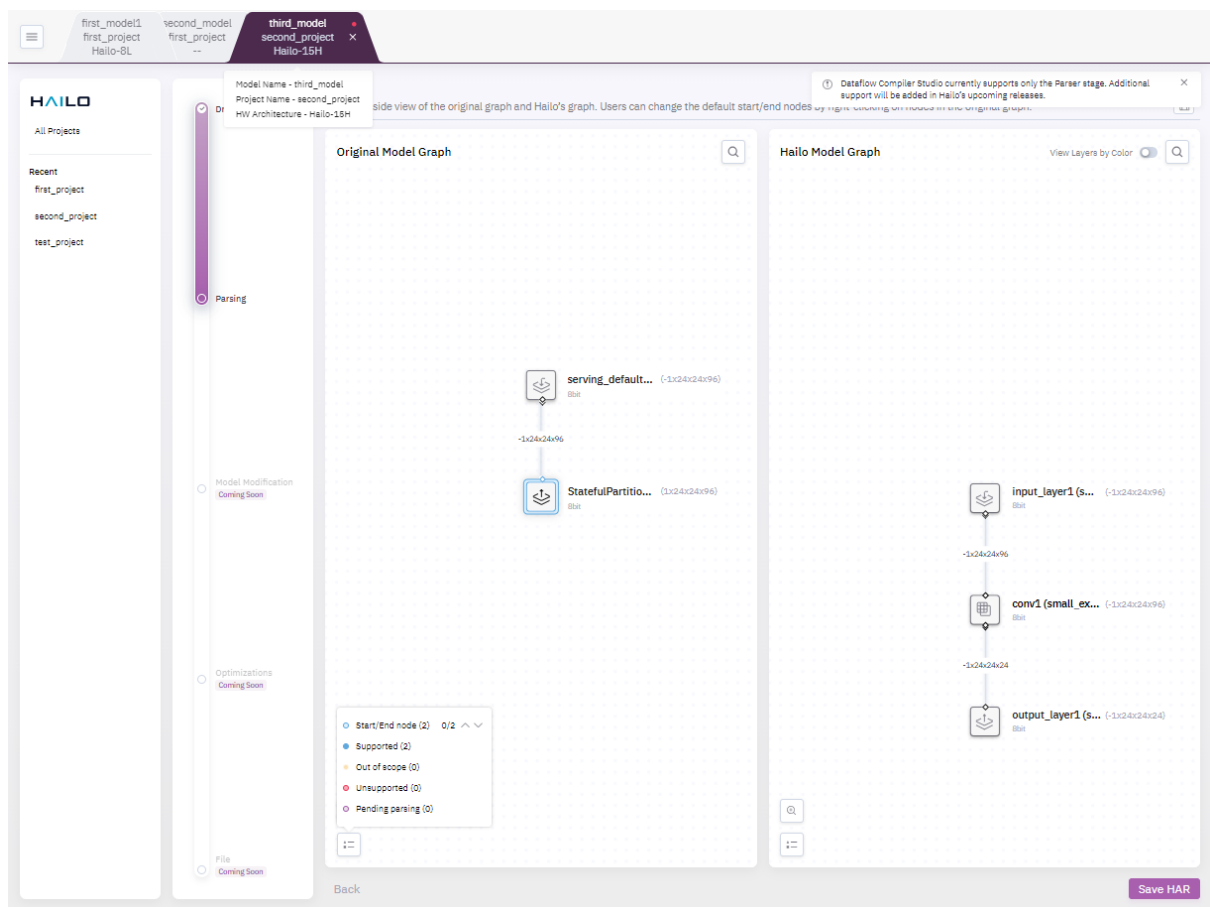 first_model1
first_project
Hailo-8L
second_model
first_project
--
third_model
second_project
Hailo-15H
HAILO
All Projects
Recent
first_project
second_project
test_project
Model Name - third_model
Project Name - second_project
HW Architecture - Hailo-15H
Dataflow Compiler Studio currently supports only the Parser stage. Additional
support will be added in Hailo's upcoming releases.
side view of the original graph and Hailo's graph. Users can change the default start/end nodes by right-clicking on nodes in the original graph.
Parsing
Model Modification
Coming Soon
Optimizations
Coming Soon
File
Coming Soon
Original Model Graph
serving_default... (-1x24x24x96)
8bit
-1x24x24x96
StatefulPartitio... (1x24x24x96)
8bit
Start/End node (2) 0/2
Supported (2)
Out of scope (0)
Unsupported (0)
Pending parsing (0)
Hailo Model Graph
View Layers by Color
input_layer1 (s... (-1x24x24x96)
8bit
-1x24x24x96
conv1 (small_ex... (-1x24x24x96)
8bit
-1x24x24x24
output_layer1 (s... (-1x24x24x24)
8bit
Back
Save HAR